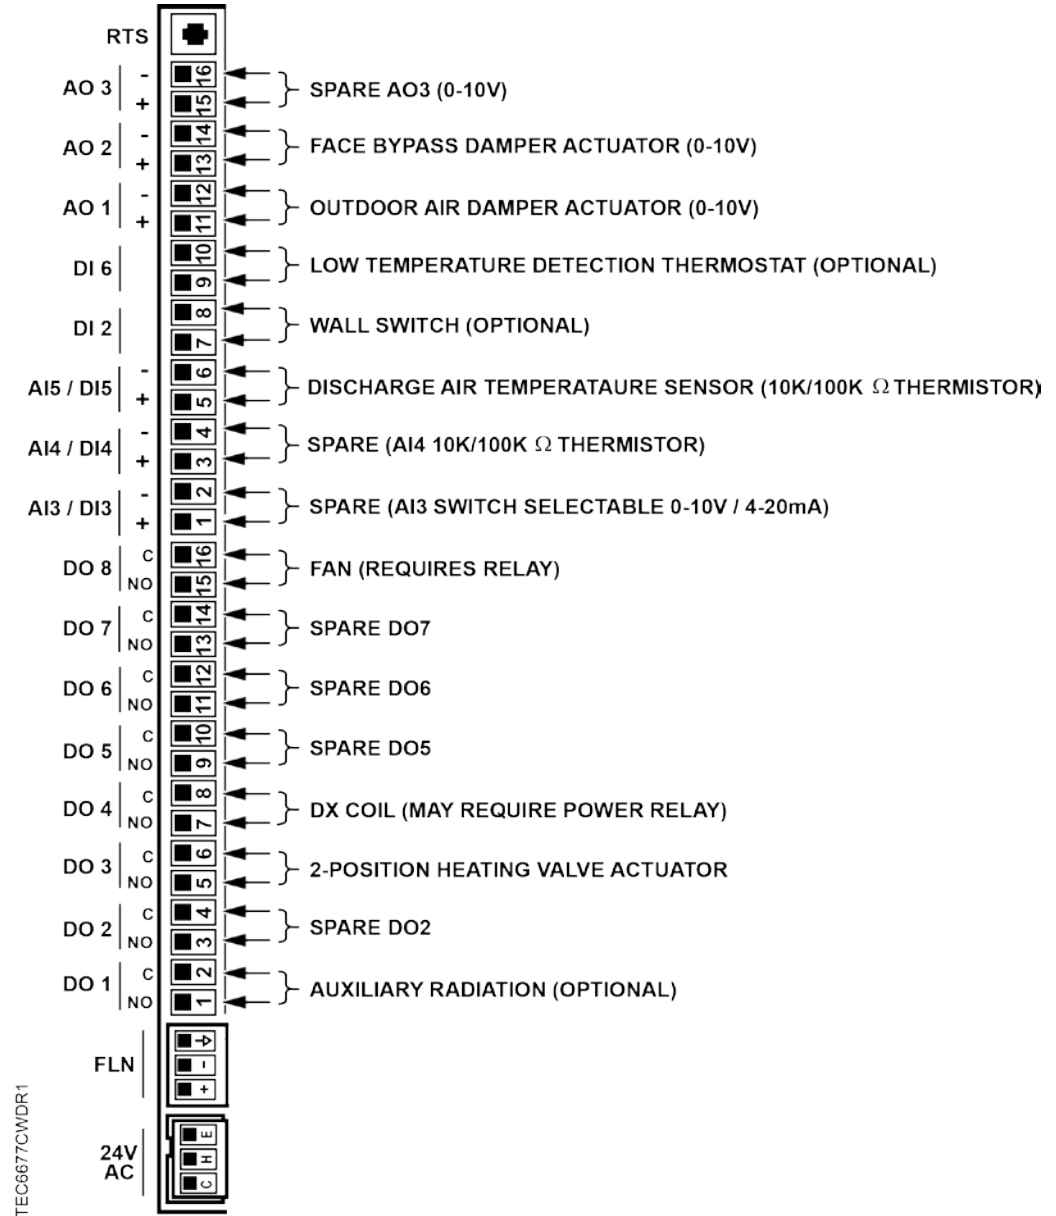 RTS
AO 3 - 16 SPARE AO3 (0-10V)
+ 15
AO 2 - 14 FACE BYPASS DAMPER ACTUATOR (0-10V)
+ 13
AO 1 - 12 OUTDOOR AIR DAMPER ACTUATOR (0-10V)
+ 11
DI 6 10 LOW TEMPERATURE DETECTION THERMOSTAT (OPTIONAL)
9
DI 2 8 WALL SWITCH (OPTIONAL)
7
AI5 / DI5 - 6 DISCHARGE AIR TEMPERATAURE SENSOR (10K/100K Ω THERMISTOR)
+ 5
AI4 / DI4 - 4 SPARE (AI4 10K/100K Ω THERMISTOR)
+ 3
AI3 / DI3 - 2 SPARE (AI3 SWITCH SELECTABLE 0-10V / 4-20mA)
+ 1
DO 8 C 16 FAN (REQUIRES RELAY)
NO 15
DO 7 C 14 SPARE DO7
NO 13
DO 6 C 12 SPARE DO6
NO 11
DO 5 C 10 SPARE DO5
NO 9
DO 4 C 8 DX COIL (MAY REQUIRE POWER RELAY)
NO 7
DO 3 C 6 2-POSITION HEATING VALVE ACTUATOR
NO 5
DO 2 C 4 SPARE DO2
NO 3
DO 1 C 2 AUXILIARY RADIATION (OPTIONAL)
NO 1
FLN -
+
24V AC E
H
C
TEC6677CWDR1